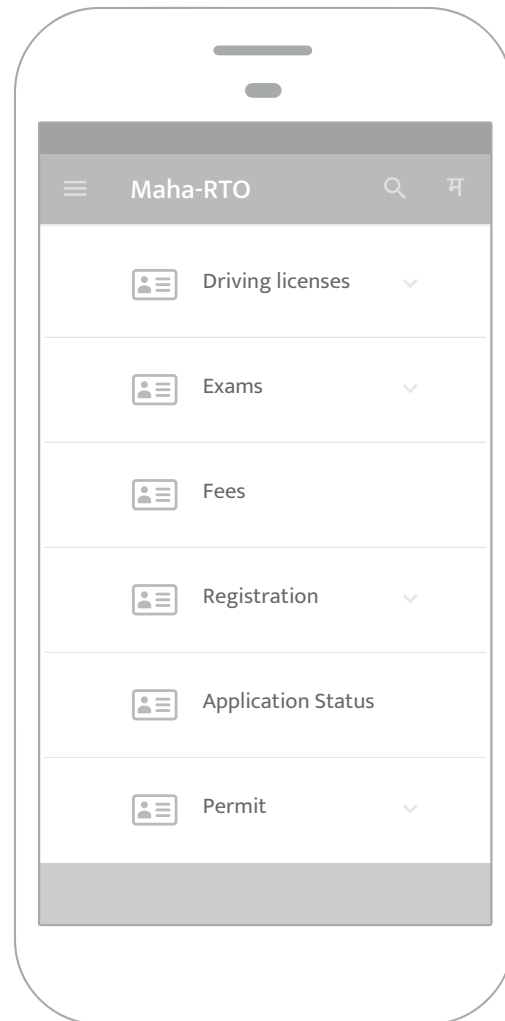 Maha-RTO म
Driving licenses
Exams
Fees
Registration
Application Status
Permit